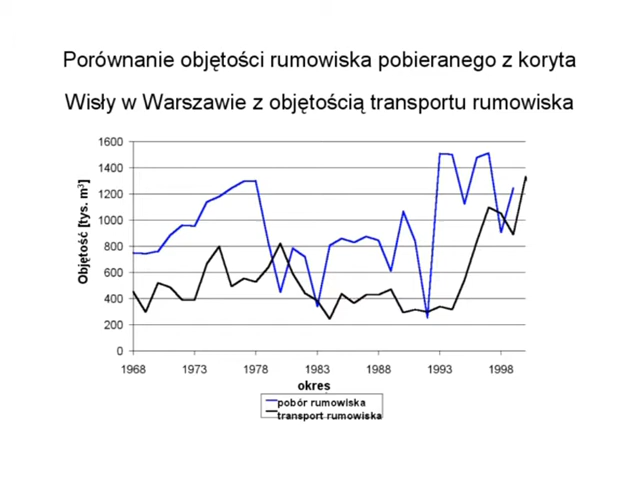 Porównanie objętości rumowiska pobieranego z koryta
Wisły w Warszawie z objętością transportu rumowiska
Objętość [tys. m³]
1600
1400
1200
1000
800
600
400
200
0
1968 1973 1978 1983 1988 1993 1998
okres
pobór rumowiska
transport rumowiska